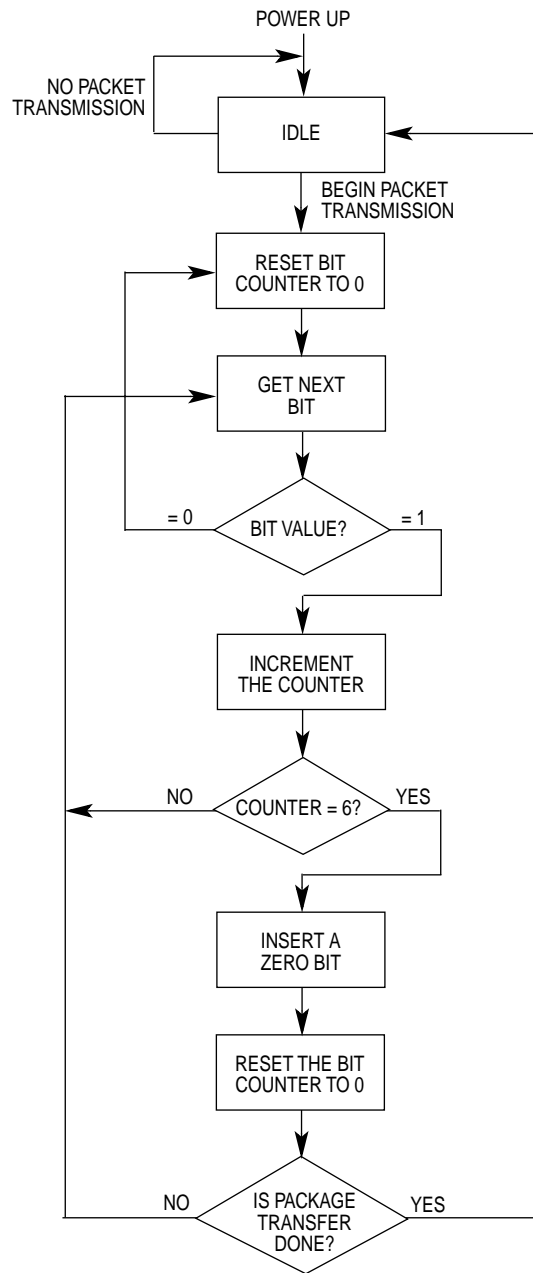 POWER UP
NO PACKET
TRANSMISSION
IDLE
BEGIN PACKET
TRANSMISSION
RESET BIT
COUNTER TO 0
GET NEXT
BIT
= 0
BIT VALUE?
= 1
INCREMENT
THE COUNTER
NO
COUNTER = 6?
YES
INSERT A
ZERO BIT
RESET THE BIT
COUNTER TO 0
NO
IS PACKAGE
TRANSFER
DONE?
YES